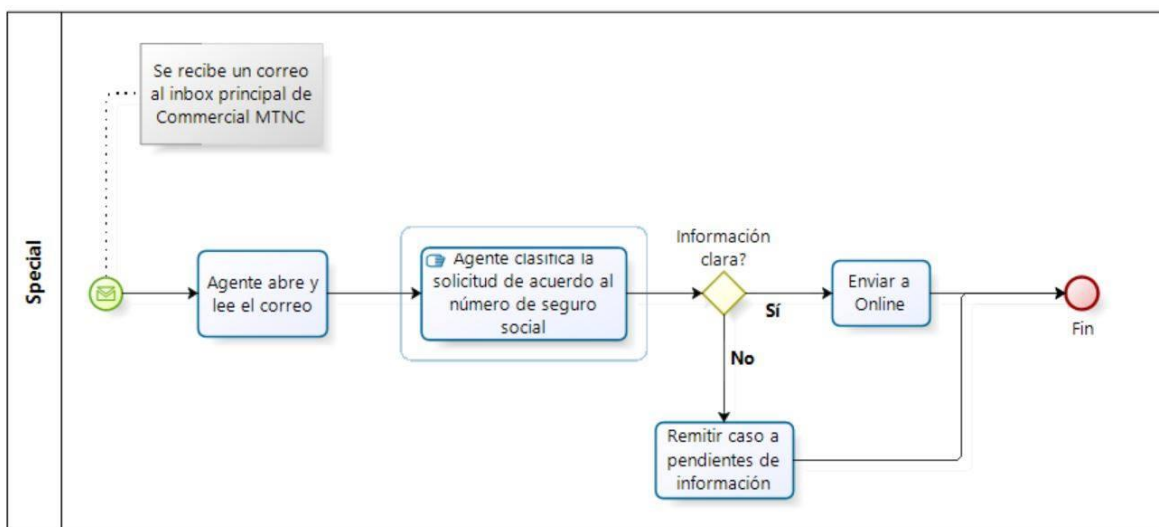 Se recibe un correo
al inbox principal de
Commercial MTNC
Special
Agente abre y
lee el correo
Agente clasifica la
solicitud de acuerdo al
número de seguro
social
Información
clara?
Sí
No
Enviar a
Online
Fin
Remitir caso a
pendientes de
información